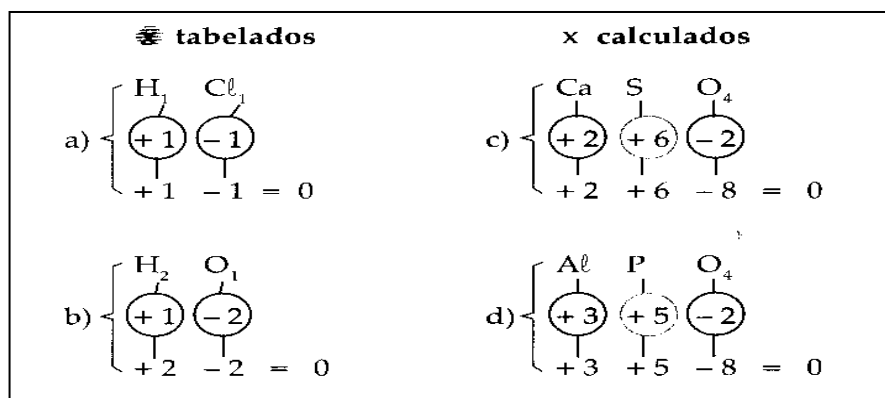 x tabelados
a) H₁ Cℓ₁
+ 1 − 1
+ 1 − 1 = 0
b) H₂ O₁
+ 1 − 2
+ 2 − 2 = 0
x calculados
c) Ca S O₄
+ 2 + 6 − 2
+ 2 + 6 − 8 = 0
d) Aℓ P O₄
+ 3 + 5 − 2
+ 3 + 5 − 8 = 0